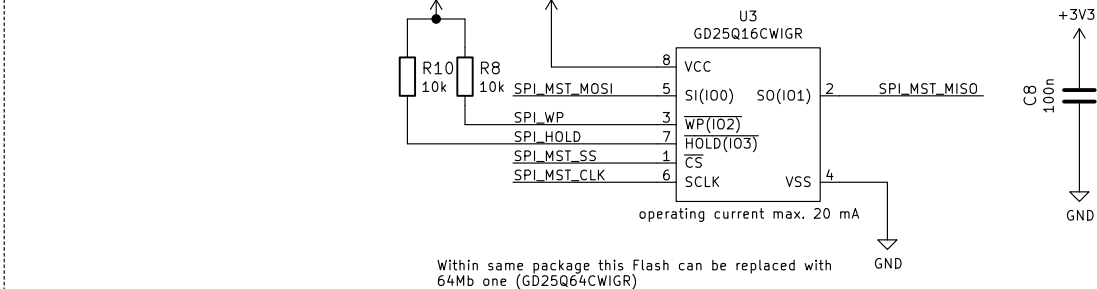 U3
GD25Q16CWIGR
+3V3
R10
10k
R8
10k
8 VCC
SPI_MST_MOSI 5 SI(IO0) SO(IO1) 2 SPI_MST_MISO
C8
100n
SPI_WP 3 WP(IO2)
SPI_HOLD 7 HOLD(IO3)
SPI_MST_SS 1 CS
SPI_MST_CLK 6 SCLK VSS 4
operating current max. 20 mA
GND
GND
Within same package this Flash can be replaced with
64Mb one (GD25Q64CWIGR)